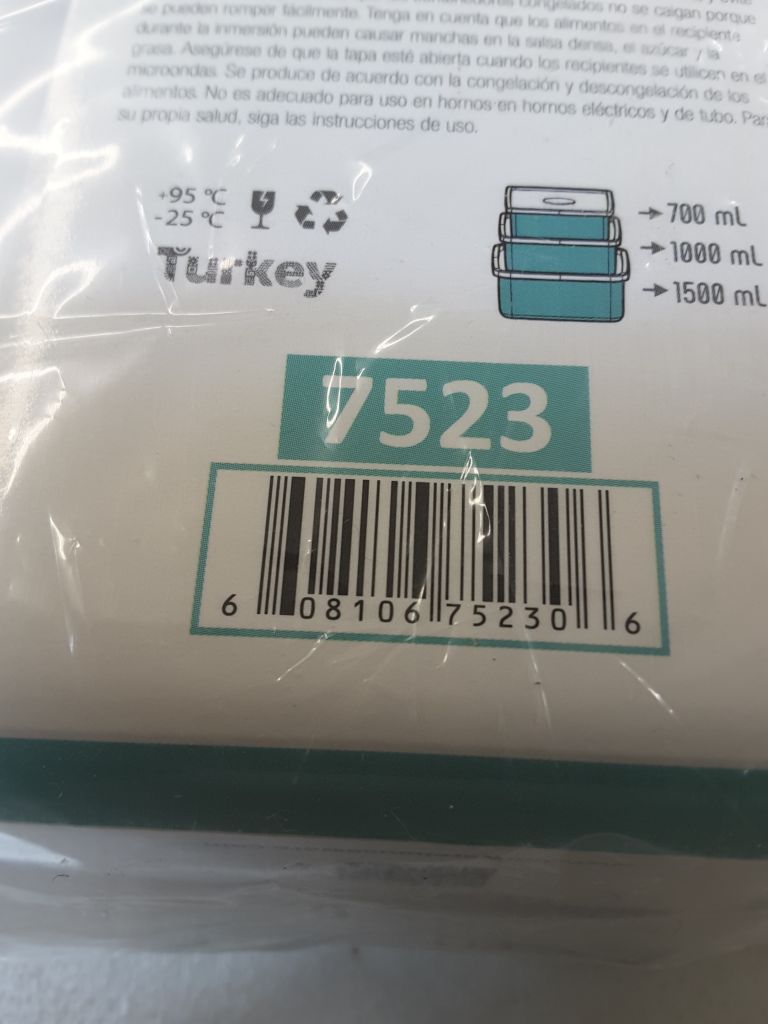 se pueden romper fácilmente. Tenga en cuenta que los alimentos en el recipiente
durante la inmersión pueden causar manchas en la salsa densa, el azúcar y la
grasa. Asegúrese de que la tapa esté abierta cuando los recipientes se utilicen en el
microondas. Se produce de acuerdo con la congelación y descongelación de los
alimentos. No es adecuado para uso en hornos en hornos eléctricos y de tubo. Par
su propia salud, siga las instrucciones de uso.
+95 °C
-25 °C
Turkey
700 mL
1000 mL
1500 mL
7523
6 08106 75230 6